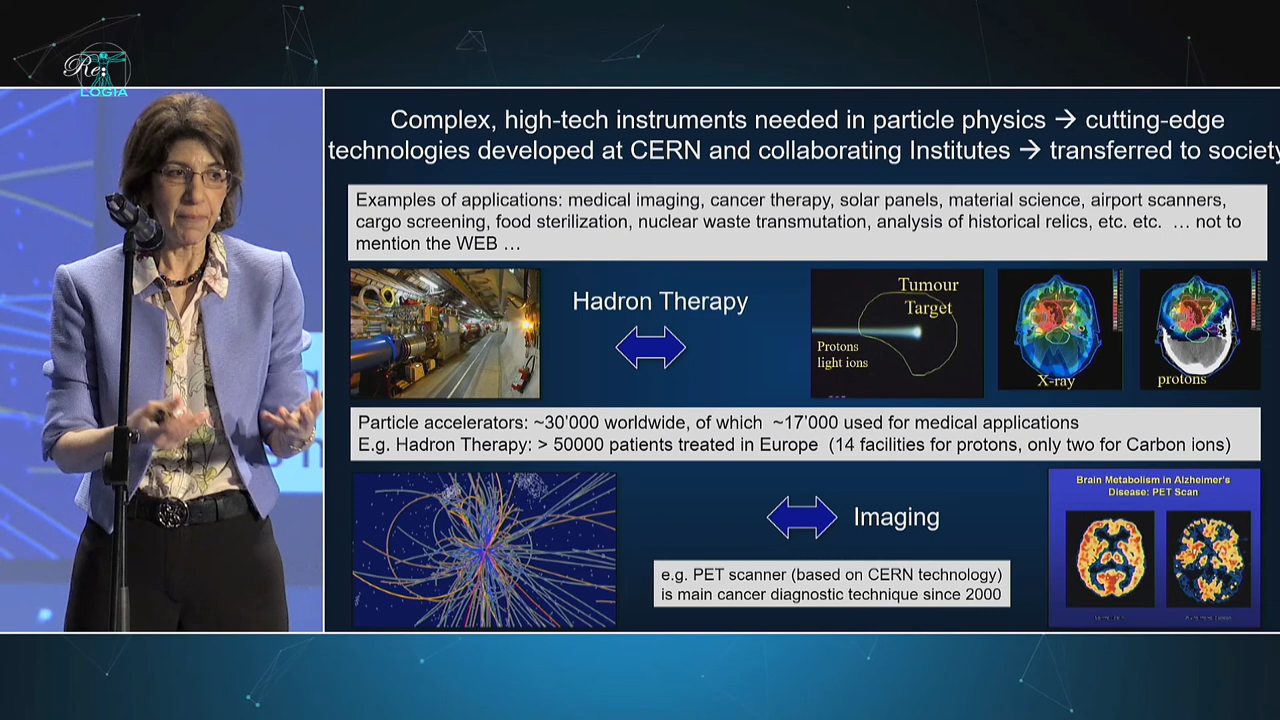 Re:
LOGIA
Complex, high-tech instruments needed in particle physics → cutting-edge
technologies developed at CERN and collaborating Institutes → transferred to society
Examples of applications: medical imaging, cancer therapy, solar panels, material science, airport scanners,
cargo screening, food sterilization, nuclear waste transmutation, analysis of historical relics, etc. etc. … not to
mention the WEB …
Hadron Therapy
Tumour
Target
Protons
light ions
X-ray
protons
Particle accelerators: ~30'000 worldwide, of which ~17'000 used for medical applications
E.g. Hadron Therapy: > 50000 patients treated in Europe (14 facilities for protons, only two for Carbon ions)
Imaging
e.g. PET scanner (based on CERN technology)
is main cancer diagnostic technique since 2000
Brain Metabolism in Alzheimer's
Disease: PET Scan